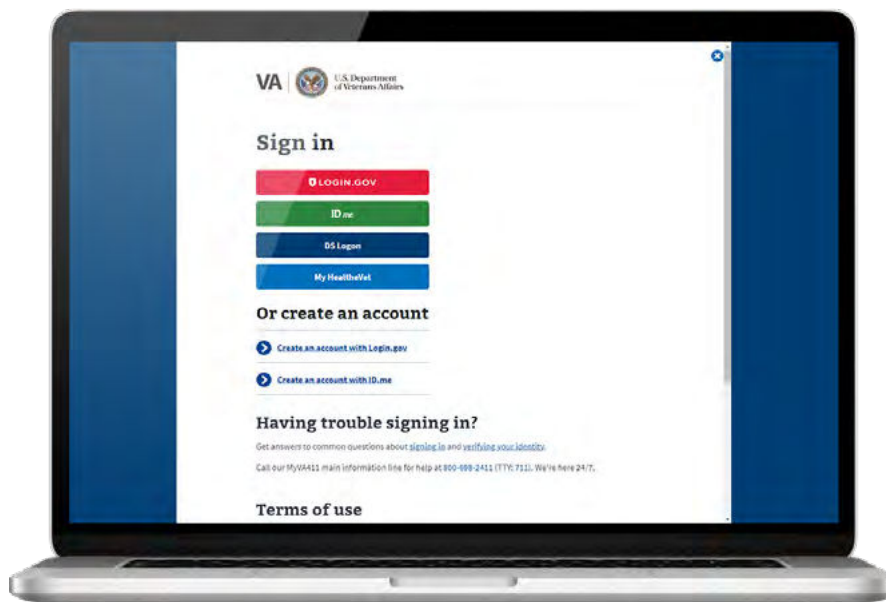 VA
U.S. Department
of Veterans Affairs
Sign in
LOGIN.GOV
ID.me
DS Logon
My HealtheVet
Or create an account
Create an account with Login.gov
Create an account with ID.me
Having trouble signing in?
Get answers to common questions about signing in and verifying your identity.
Call our MyVA411 main information line for help at 800-698-2411 (TTY: 711). We're here 24/7.
Terms of use